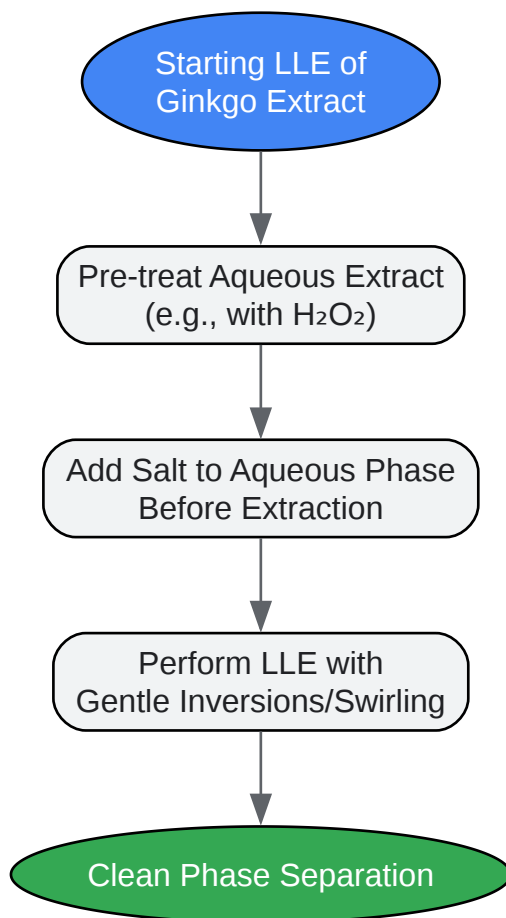 Starting LLE of
Ginkgo Extract
Pre-treat Aqueous Extract
(e.g., with H₂O₂)
Add Salt to Aqueous Phase
Before Extraction
Perform LLE with
Gentle Inversions/Swirling
Clean Phase Separation